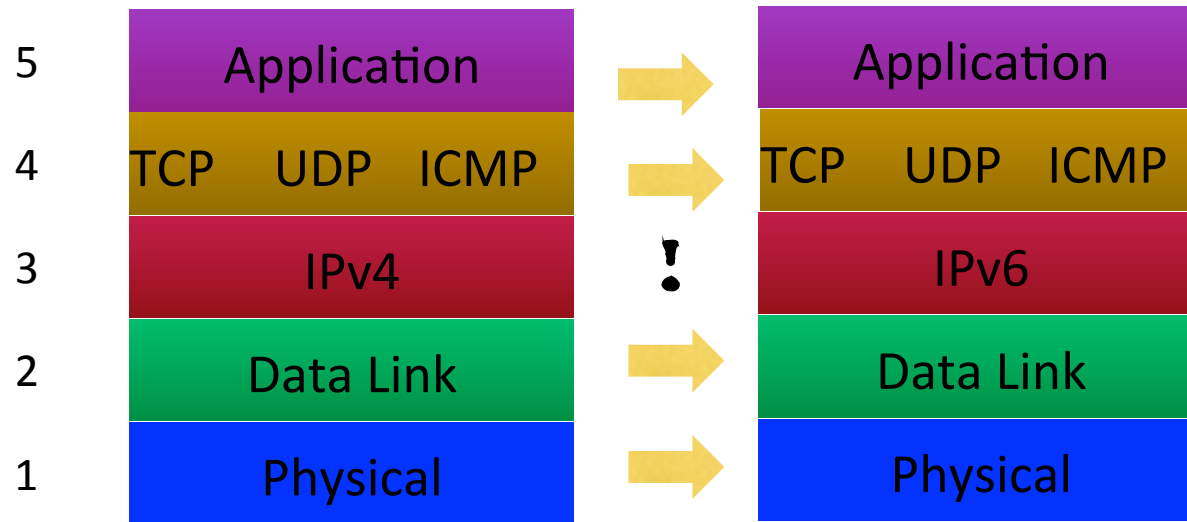 5 Application Application
4 TCP UDP ICMP TCP UDP ICMP
3 IPv4 ! IPv6
2 Data Link Data Link
1 Physical Physical